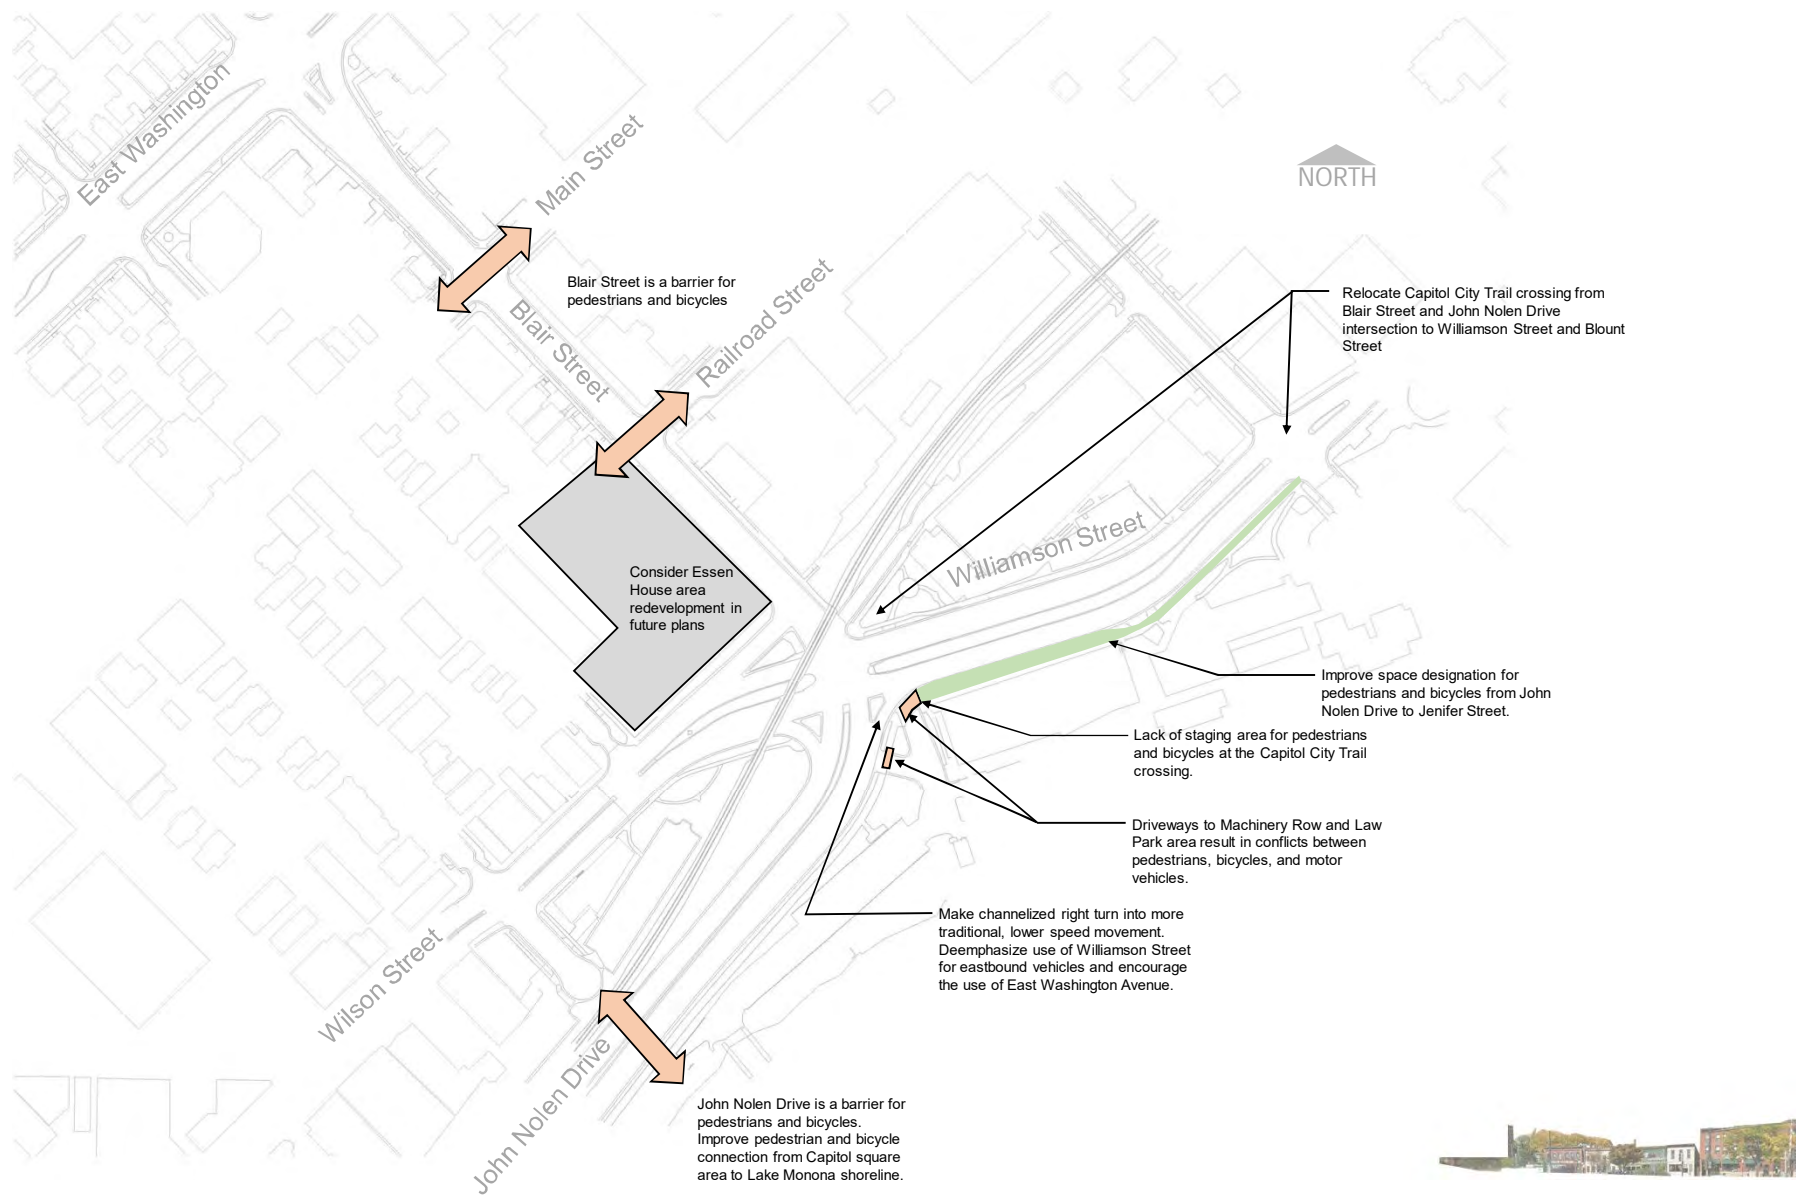 East Washington
Main Street
NORTH
Blair Street is a barrier for
pedestrians and bicycles
Blair Street
Railroad Street
Relocate Capitol City Trail crossing from
Blair Street and John Nolen Drive
intersection to Williamson Street and Blount
Street
Williamson Street
Consider Essen
House area
redevelopment in
future plans
Improve space designation for
pedestrians and bicycles from John
Nolen Drive to Jenifer Street.
Lack of staging area for pedestrians
and bicycles at the Capitol City Trail
crossing.
Driveways to Machinery Row and Law
Park area result in conflicts between
pedestrians, bicycles, and motor
vehicles.
Make channelized right turn into more
traditional, lower speed movement.
Deemphasize use of Williamson Street
for eastbound vehicles and encourage
the use of East Washington Avenue.
Wilson Street
John Nolen Drive
John Nolen Drive is a barrier for
pedestrians and bicycles.
Improve pedestrian and bicycle
connection from Capitol square
area to Lake Monona shoreline.